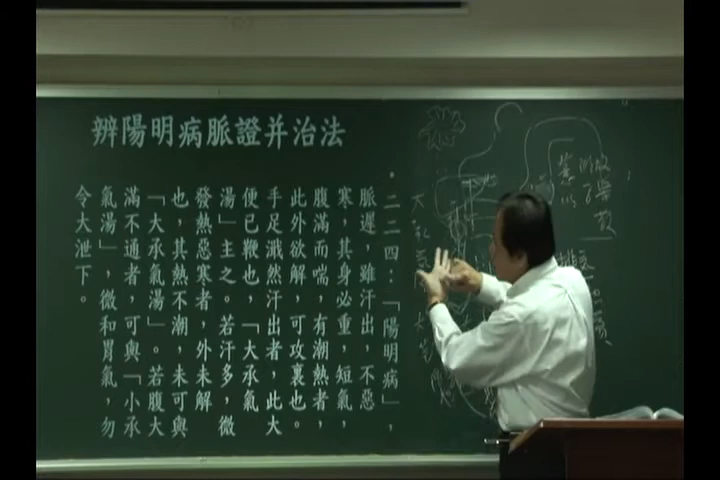 辨陽明病脈證并治法
‧二二四：「陽明病」，
脈遲，雖汗出，不惡
寒，其身必重，短氣，
腹滿而喘，有潮熱者，
此外欲解，可攻裏也。
手足濈然汗出者，此大
便已鞕也，「大承氣
湯」主之。若汗多，微
發熱惡寒者，外未解
也，其熱不潮，未可與
「大承氣湯」。若腹大
滿不通者，可與「小承
氣湯」，微和胃氣，勿
令大泄下。